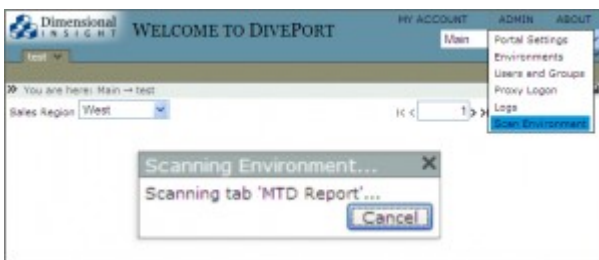 Dimensional
INSIGHT
WELCOME TO DIVEPORT
MY ACCOUNT
ADMIN
ABOUT
Main
Portal Settings
Environments
Users and Groups
Proxy Logon
Logs
Scan Environment
test
You are here: Main → test
Sales Region West
1
Scanning Environment...
Scanning tab 'MTD Report'...
Cancel